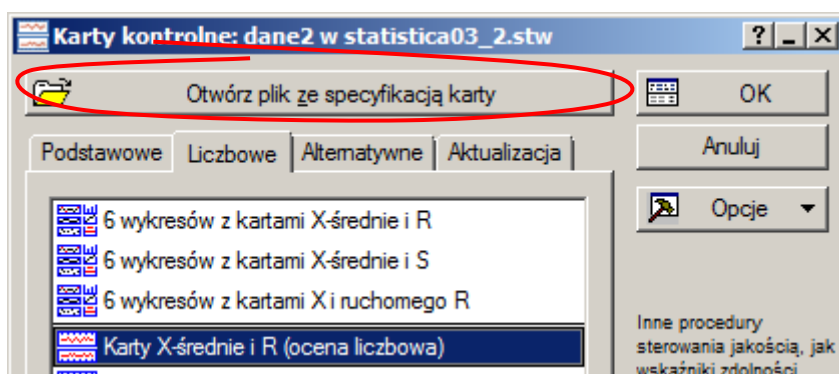 Karty kontrolne: dane2 w statistica03_2.stw
Otwórz plik ze specyfikacją karty
OK
Podstawowe Liczbowe Alternatywne Aktualizacja
Anuluj
Opcje
6 wykresów z kartami X-średnie i R
6 wykresów z kartami X-średnie i S
6 wykresów z kartami X i ruchomego R
Karty X-średnie i R (ocena liczbowa)
Inne procedury
sterowania jakością, jak
wskaźniki zdolności